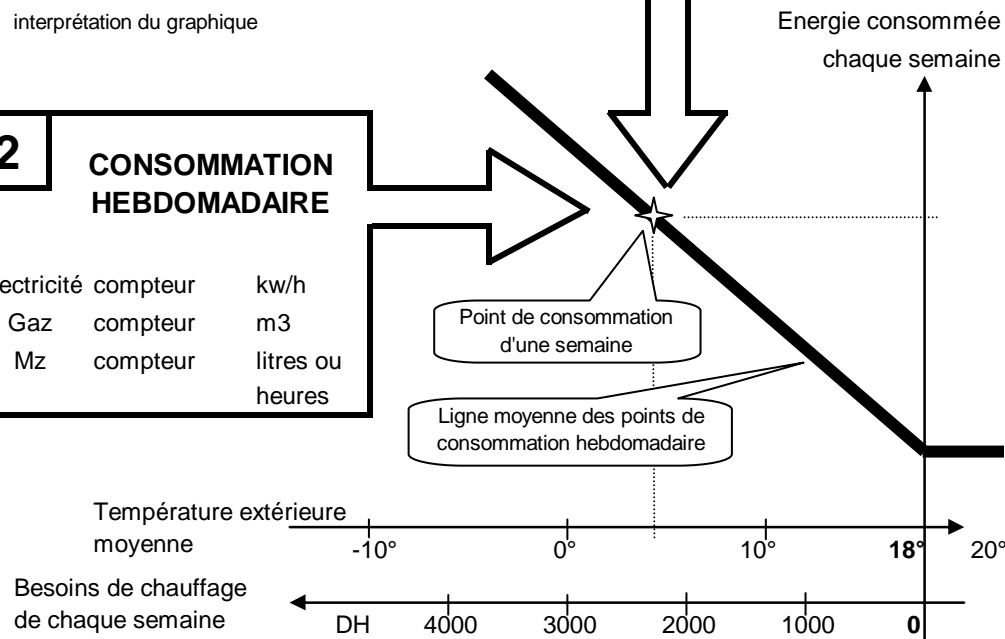 interprétation du graphique
Energie consommée
chaque semaine
2
CONSOMMATION
HEBDOMADAIRE
ectricité compteur kw/h
Gaz compteur m3
Mz compteur litres ou
heures
Point de consommation
d'une semaine
Ligne moyenne des points de
consommation hebdomadaire
Température extérieure
moyenne
-10° 0° 10° 18° 20°
Besoins de chauffage
de chaque semaine
DH 4000 3000 2000 1000 0